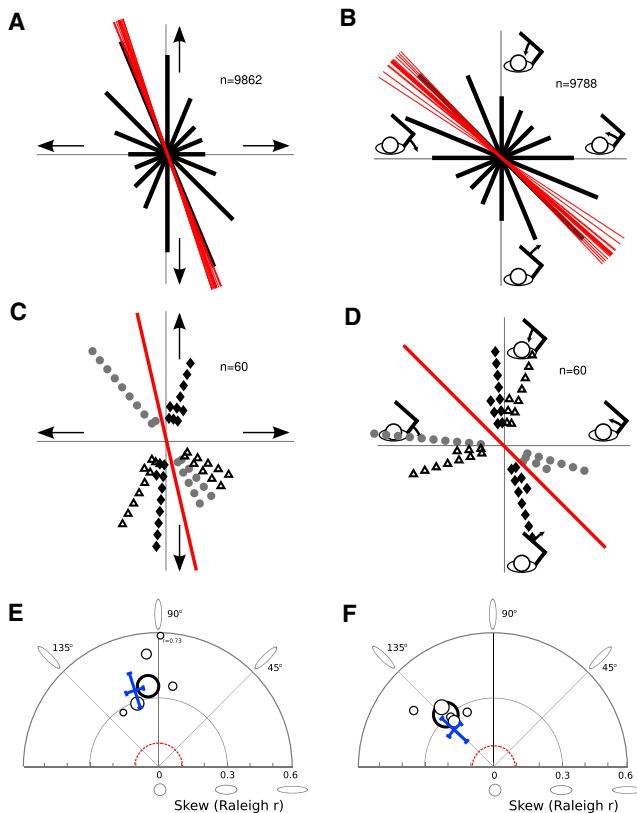 A
n=9862
B
n=9788
C
n=60
D
n=60
E
90°
135°
45°
r=0.73
0
0.3
0.6
Skew (Raleigh r)
F
90°
135°
45°
0
0.3
0.6
Skew (Raleigh r)